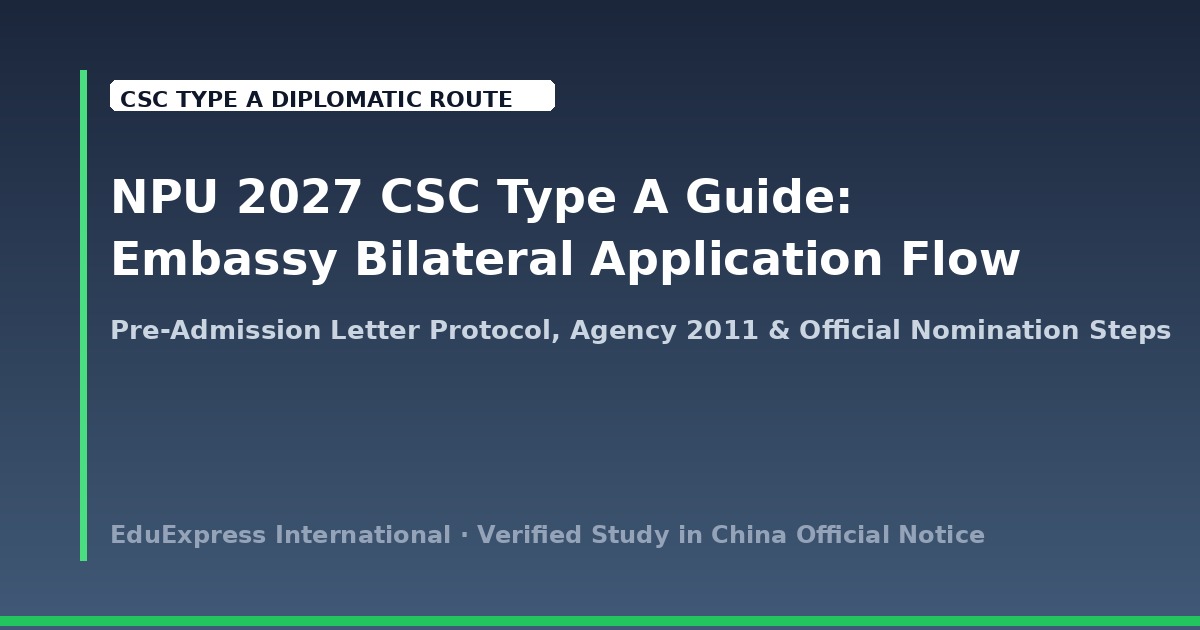 CSC TYPE A DIPLOMATIC ROUTE
NPU 2027 CSC Type A Guide:
Embassy Bilateral Application Flow
Pre-Admission Letter Protocol, Agency 2011 & Official Nomination Steps
EduExpress International · Verified Study in China Official Notice